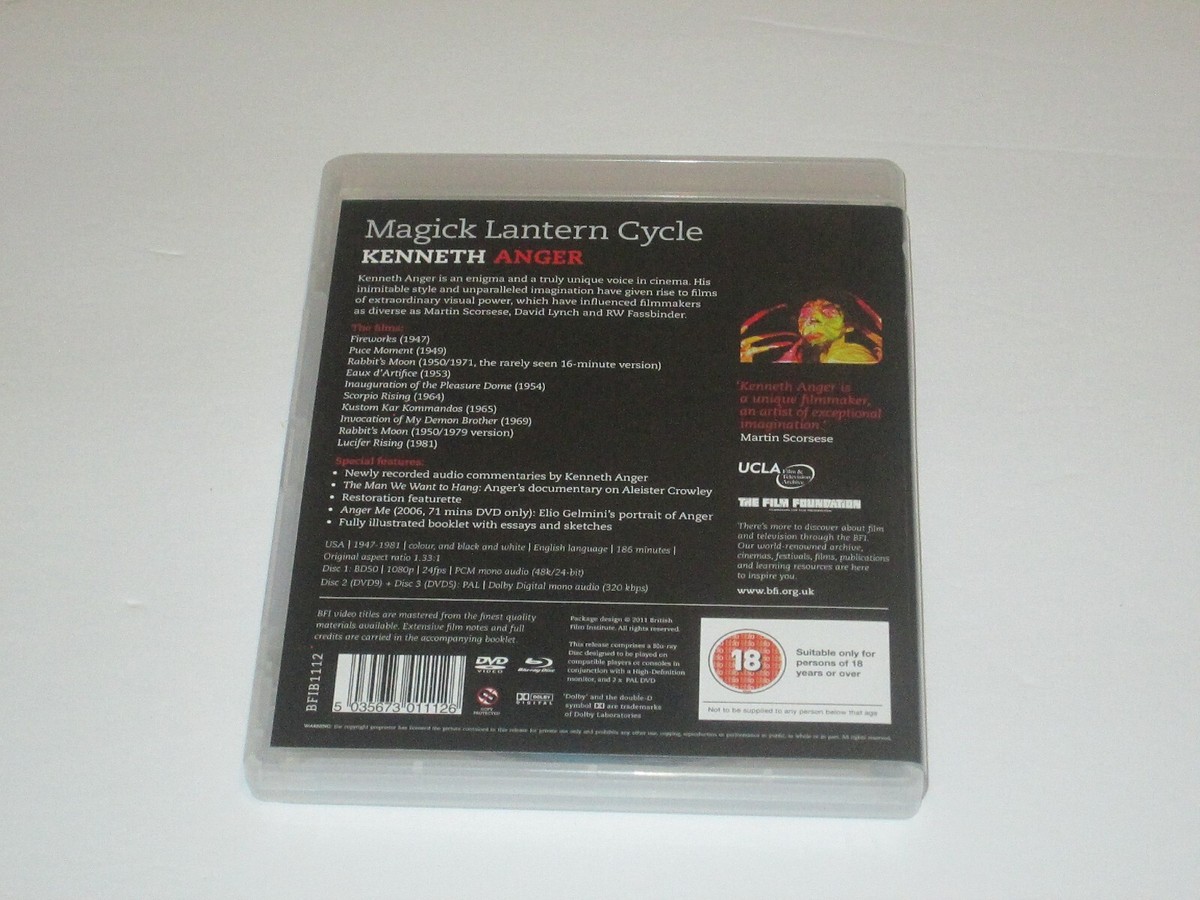 Magick Lantern Cycle
KENNETH ANGER
Kenneth Anger is an enigma and a truly unique voice in cinema. His
inimitable style and unparalleled imagination have given rise to films
of extraordinary visual power, which have influenced filmmakers
as diverse as Martin Scorsese, David Lynch and RW Fassbinder.
The films:
Fireworks (1947)
Puce Moment (1949)
Rabbit's Moon (1950/1971, the rarely seen 16-minute version)
Eaux d'Artifice (1953)
Inauguration of the Pleasure Dome (1954)
Scorpio Rising (1964)
Kustom Kar Kommandos (1965)
Invocation of My Demon Brother (1969)
Rabbit's Moon (1950/1979 version)
Lucifer Rising (1981)
Special features:
• Newly recorded audio commentaries by Kenneth Anger
• The Man We Want to Hang: Anger's documentary on Aleister Crowley
• Restoration featurette
• Anger Me (2006, 71 mins DVD only): Elio Gelmini's portrait of Anger
• Fully illustrated booklet with essays and sketches
USA | 1947-1981 | colour, and black and white | English language | 186 minutes |
Original aspect ratio 1.33:1
Disc 1: BD50 | 1080p | 24fps | PCM mono audio (48k/24-bit)
Disc 2 (DVD9) + Disc 3 (DVD5): PAL | Dolby Digital mono audio (320 kbps)
'Kenneth Anger is
a unique filmmaker,
an artist of exceptional
imagination.'
Martin Scorsese
UCLA Film &
Television
Archive
THE FILM FOUNDATION
There's more to discover about film
and television through the BFI.
Our world-renowned archive,
cinemas, festivals, films, publications
and learning resources are here
to inspire you.
www.bfi.org.uk
BFI video titles are mastered from the finest quality
materials available. Extensive film notes and full
credits are carried in the accompanying booklet.
BFIB1112
5 035673 011126
DVD
VIDEO
Blu-ray Disc
COPY
PROTECTED
DOLBY
DIGITAL
Package design © 2011 British
Film Institute. All rights reserved.
This release comprises a Blu-ray
Disc designed to be played on
compatible players or consoles in
conjunction with a High-Definition
monitor, and 2 x PAL DVD
'Dolby' and the double-D
symbol are trademarks
of Dolby Laboratories
18
Suitable only for
persons of 18
years or over
Not to be supplied to any person below that age